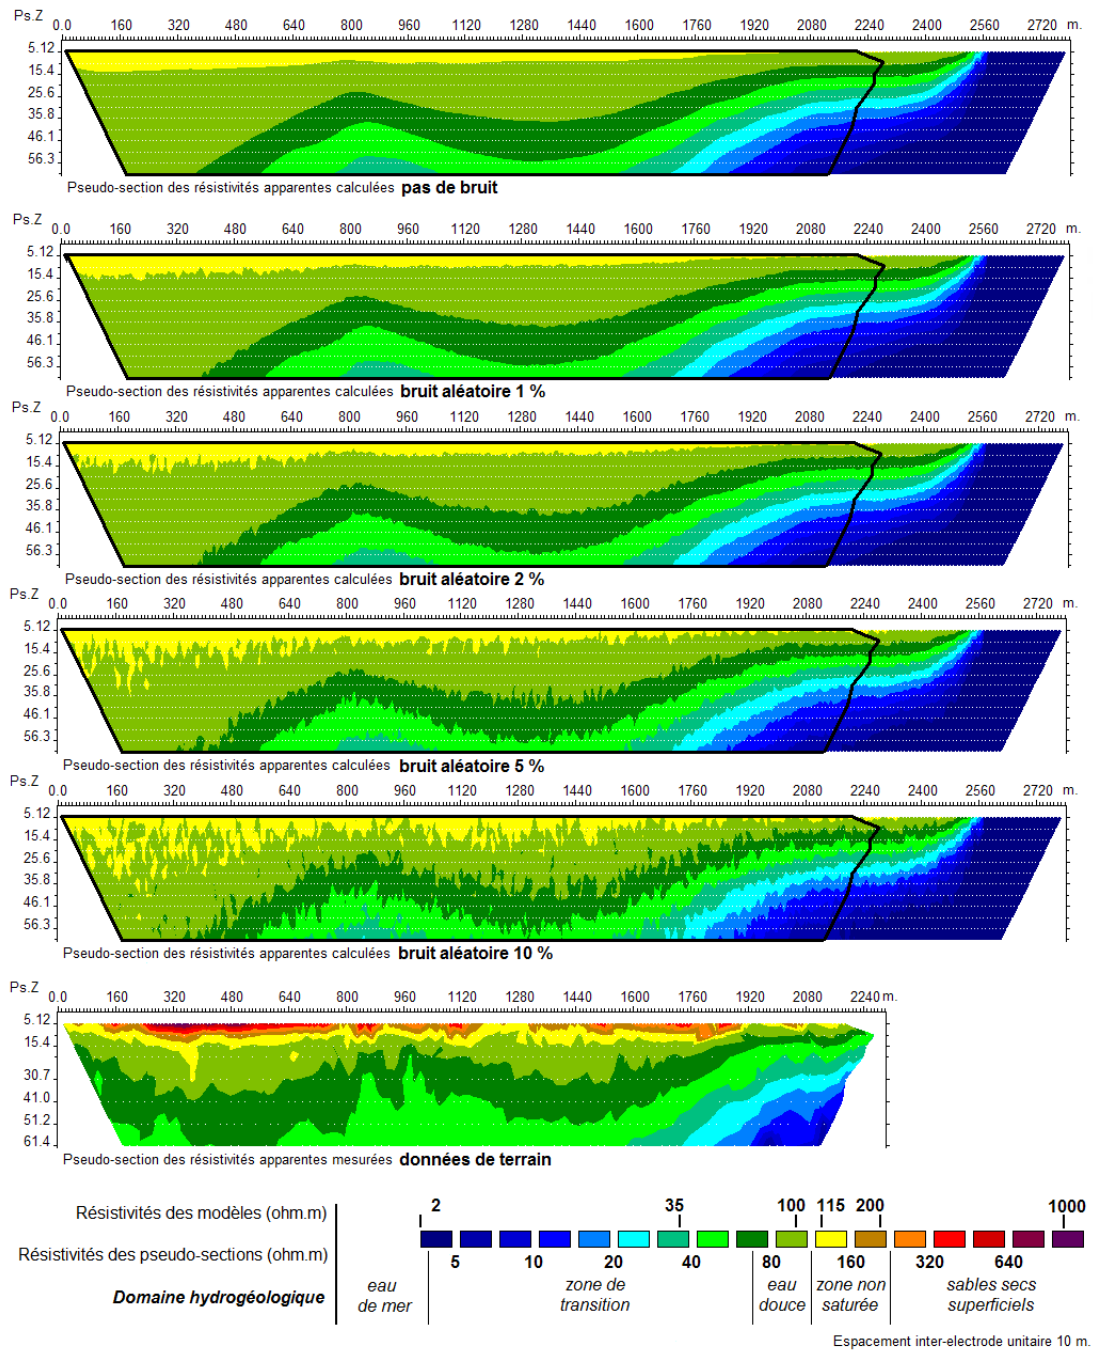 Ps.Z
0.0 160 320 480 640 800 960 1120 1280 1440 1600 1760 1920 2080 2240 2400 2560 2720 m.
5.12
15.4
25.6
35.8
46.1
56.3
Pseudo-section des résistivités apparentes calculées pas de bruit
Ps.Z
0.0 160 320 480 640 800 960 1120 1280 1440 1600 1760 1920 2080 2240 2400 2560 2720 m.
5.12
15.4
25.6
35.8
46.1
56.3
Pseudo-section des résistivités apparentes calculées bruit aléatoire 1 %
Ps.Z
0.0 160 320 480 640 800 960 1120 1280 1440 1600 1760 1920 2080 2240 2400 2560 2720 m.
5.12
15.4
25.6
35.8
46.1
56.3
Pseudo-section des résistivités apparentes calculées bruit aléatoire 2 %
Ps.Z
0.0 160 320 480 640 800 960 1120 1280 1440 1600 1760 1920 2080 2240 2400 2560 2720 m.
5.12
15.4
25.6
35.8
46.1
56.3
Pseudo-section des résistivités apparentes calculées bruit aléatoire 5 %
Ps.Z
0.0 160 320 480 640 800 960 1120 1280 1440 1600 1760 1920 2080 2240 2400 2560 2720 m.
5.12
15.4
25.6
35.8
46.1
56.3
Pseudo-section des résistivités apparentes calculées bruit aléatoire 10 %
Ps.Z
0.0 160 320 480 640 800 960 1120 1280 1440 1600 1760 1920 2080 2240 m.
5.12
15.4
30.7
41.0
51.2
61.4
Pseudo-section des résistivités apparentes mesurées données de terrain
Résistivités des modèles (ohm.m) 2 35 100 115 200 1000
Résistivités des pseudo-sections (ohm.m) 5 10 20 40 80 160 320 640
Domaine hydrogéologique
eau de mer
zone de transition
eau douce
zone non saturée
sables secs superficiels
Espacement inter-electrode unitaire 10 m.